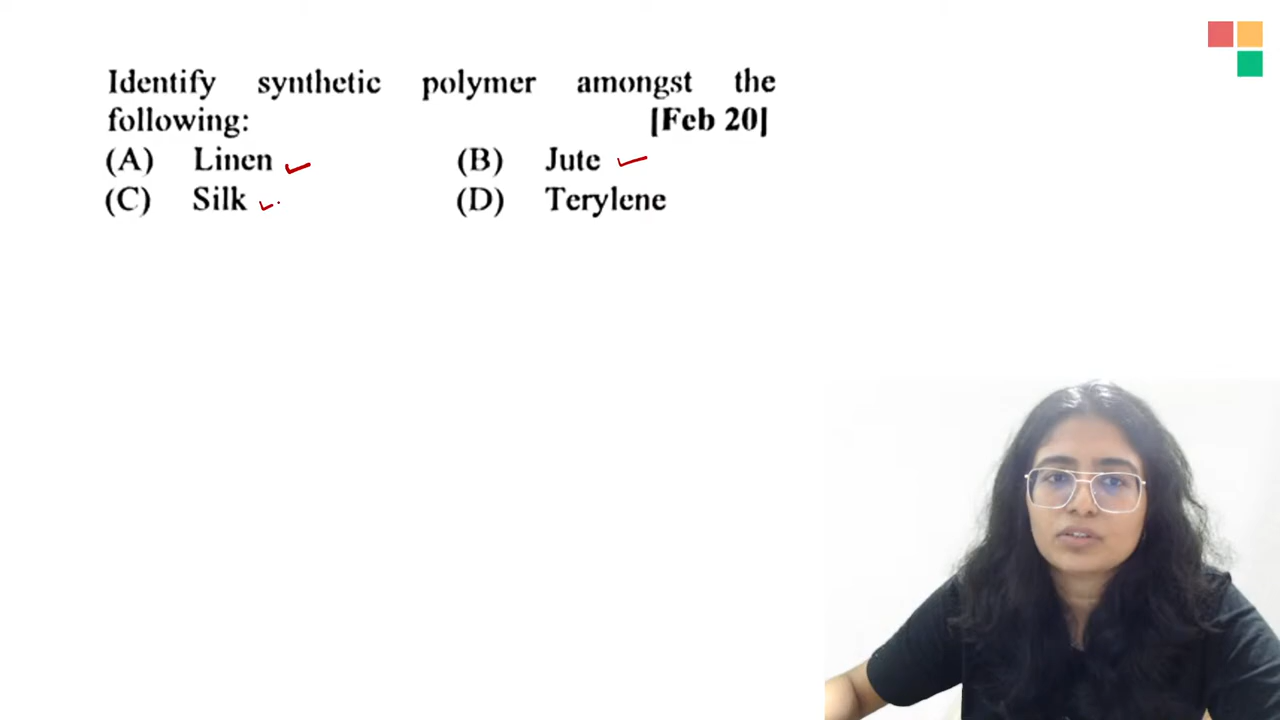 Identify synthetic polymer amongst the
following: [Feb 20]
(A) Linen (B) Jute
(C) Silk (D) Terylene